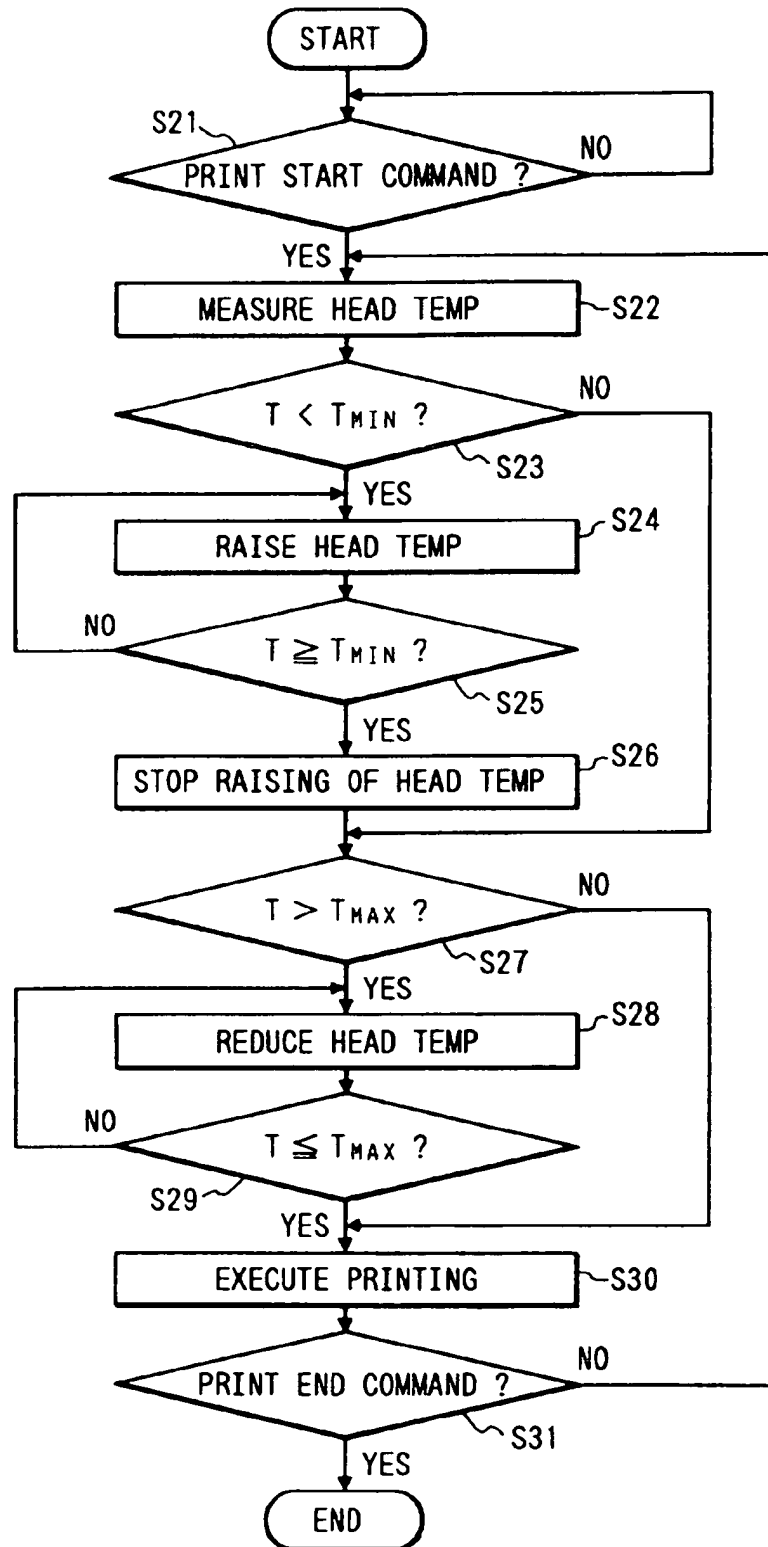 START
S21
NO
PRINT START COMMAND ?
YES
MEASURE HEAD TEMP
S22
NO
T < TMIN ?
S23
YES
S24
RAISE HEAD TEMP
NO
T ≧ TMIN ?
S25
YES
S26
STOP RAISING OF HEAD TEMP
NO
T > TMAX ?
S27
YES
S28
REDUCE HEAD TEMP
NO
T ≦ TMAX ?
S29
YES
EXECUTE PRINTING
S30
NO
PRINT END COMMAND ?
S31
YES
END